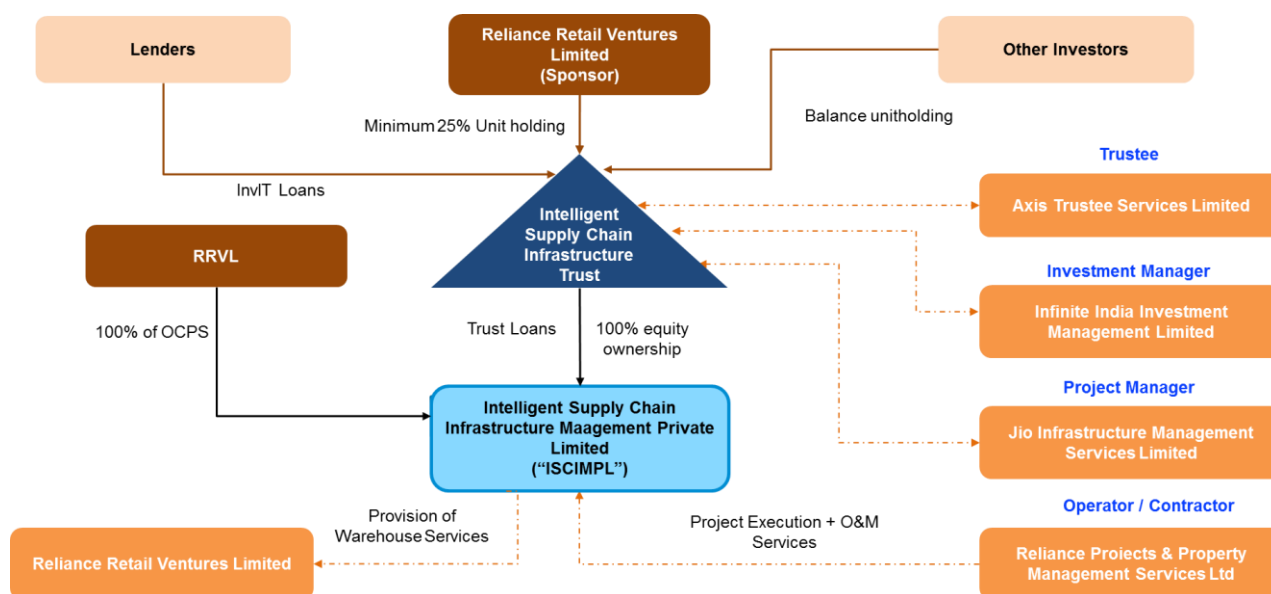 Lenders
Reliance Retail Ventures
Limited
(Sponsor)
Other Investors
Minimum 25% Unit holding
Balance unitholding
InvIT Loans
Trustee
Axis Trustee Services Limited
Intelligent
Supply Chain
Infrastructure
Trust
RRVL
Investment Manager
Infinite India Investment
Management Limited
100% of OCPS
Trust Loans
100% equity
ownership
Project Manager
Jio Infrastructure Management
Services Limited
Intelligent Supply Chain
Infrastructure Maagement Private
Limited
(“ISCIMPL”)
Operator / Contractor
Provision of
Warehouse Services
Project Execution + O&M
Services
Reliance Retail Ventures Limited
Reliance Projects & Property
Management Services Ltd